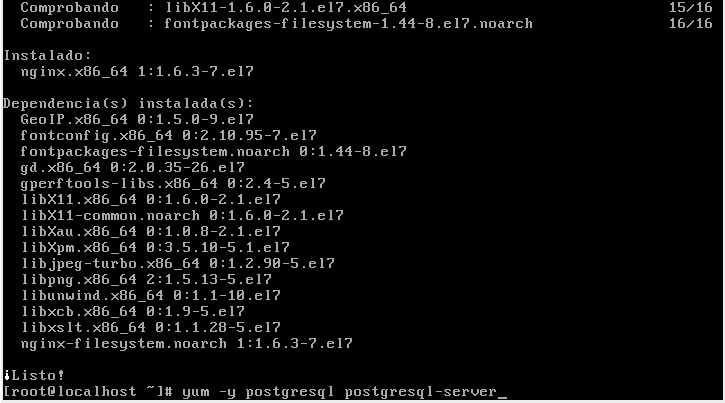 Comprobando   : libX11-1.6.0-2.1.el7.x86_64   15/16
Comprobando   : fontpackages-filesystem-1.44-8.el7.noarch   16/16
Instalado:
nginx.x86_64 1:1.6.3-7.el7
Dependencia(s) instalada(s):
GeoIP.x86_64 0:1.5.0-9.el7
fontconfig.x86_64 0:2.10.95-7.el7
fontpackages-filesystem.noarch 0:1.44-8.el7
gd.x86_64 0:2.0.35-26.el7
gperftools-libs.x86_64 0:2.4-5.el7
libX11.x86_64 0:1.6.0-2.1.el7
libX11-common.noarch 0:1.6.0-2.1.el7
libXau.x86_64 0:1.0.8-2.1.el7
libXpm.x86_64 0:3.5.10-5.1.el7
libjpeg-turbo.x86_64 0:1.2.90-5.el7
libpng.x86_64 2:1.5.13-5.el7
libunwind.x86_64 0:1.1-10.el7
libxcb.x86_64 0:1.9-5.el7
libxslt.x86_64 0:1.1.28-5.el7
nginx-filesystem.noarch 1:1.6.3-7.el7
¡Listo!
[root@localhost ~]# yum -y postgresql postgresql-server_